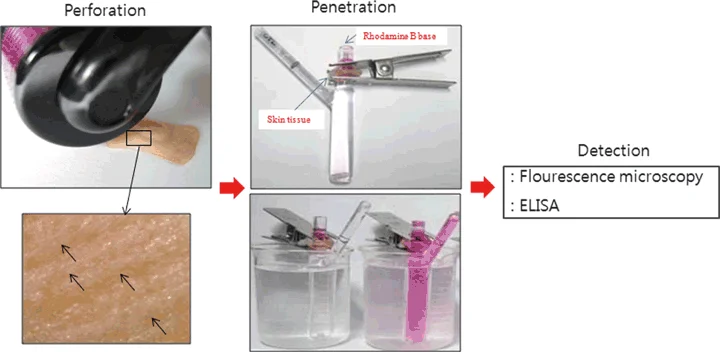 Perforation
Penetration
Rhodamine B base
Skin tissue
Detection
: Flourescence microscopy
: ELISA